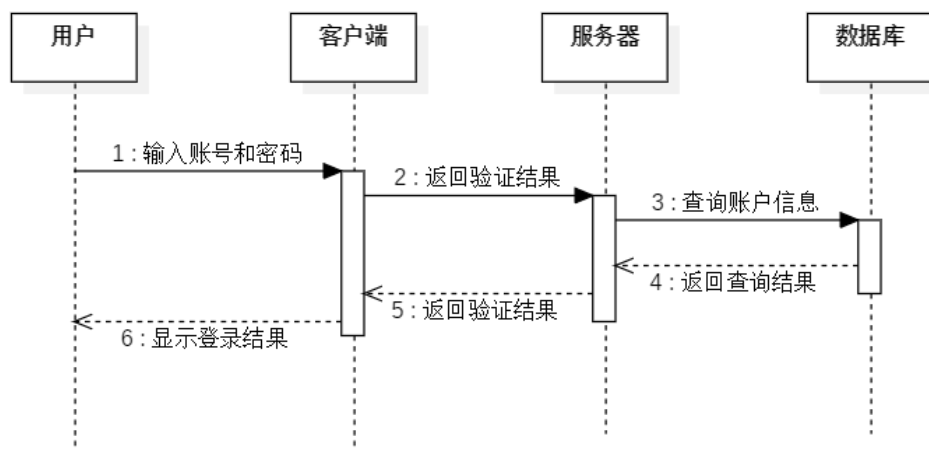 用户 客户端 服务器 数据库
1 : 输入账号和密码
2 : 返回验证结果
3 : 查询账户信息
4 : 返回查询结果
5 : 返回验证结果
6 : 显示登录结果